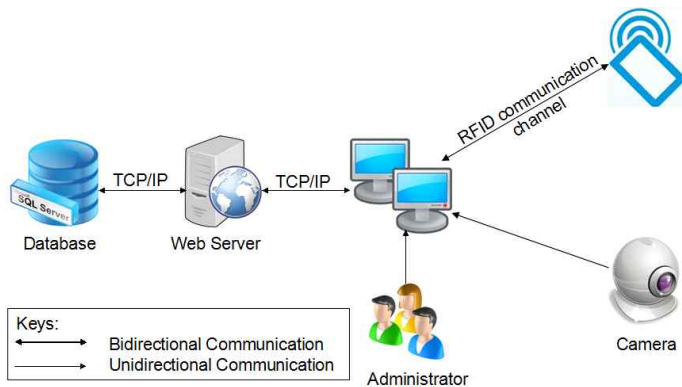 RFID communication
channel
TCP/IP
TCP/IP
SQL Server
Database
Web Server
Camera
Keys:
Bidirectional Communication
Unidirectional Communication
Administrator